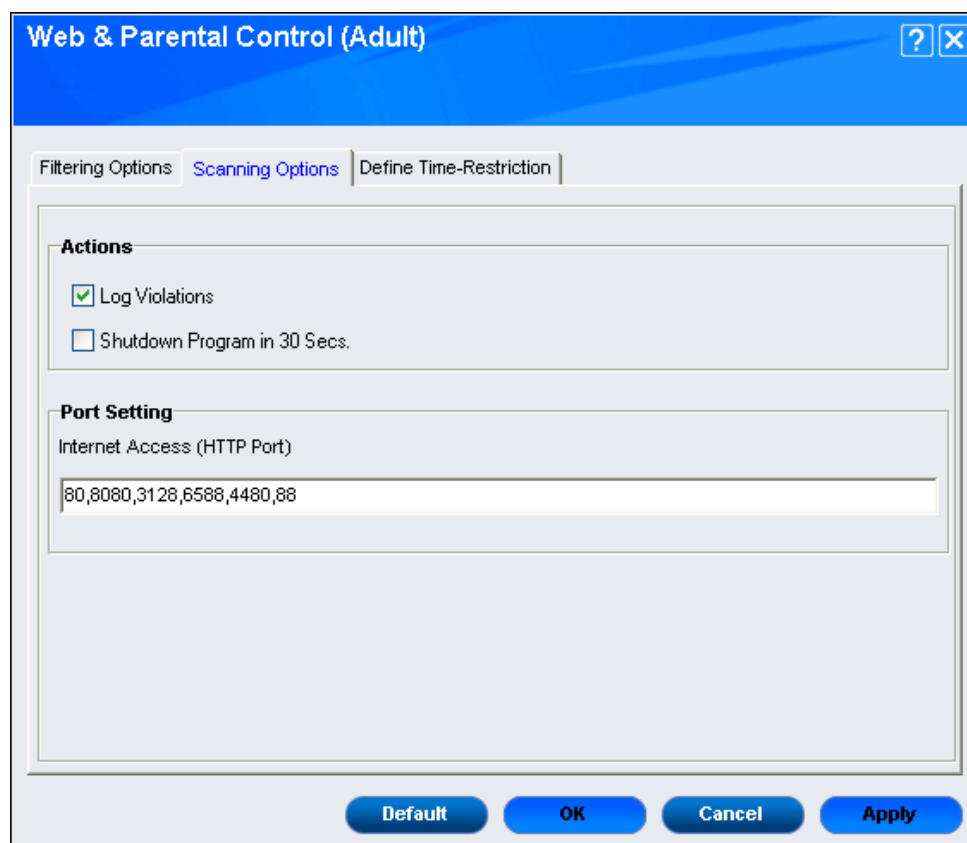 Web & Parental Control (Adult)
?
Filtering Options
Scanning Options
Define Time-Restriction
Actions
Log Violations
Shutdown Program in 30 Secs.
Port Setting
Internet Access (HTTP Port)
80,8080,3128,6588,4480,88
Default
OK
Cancel
Apply